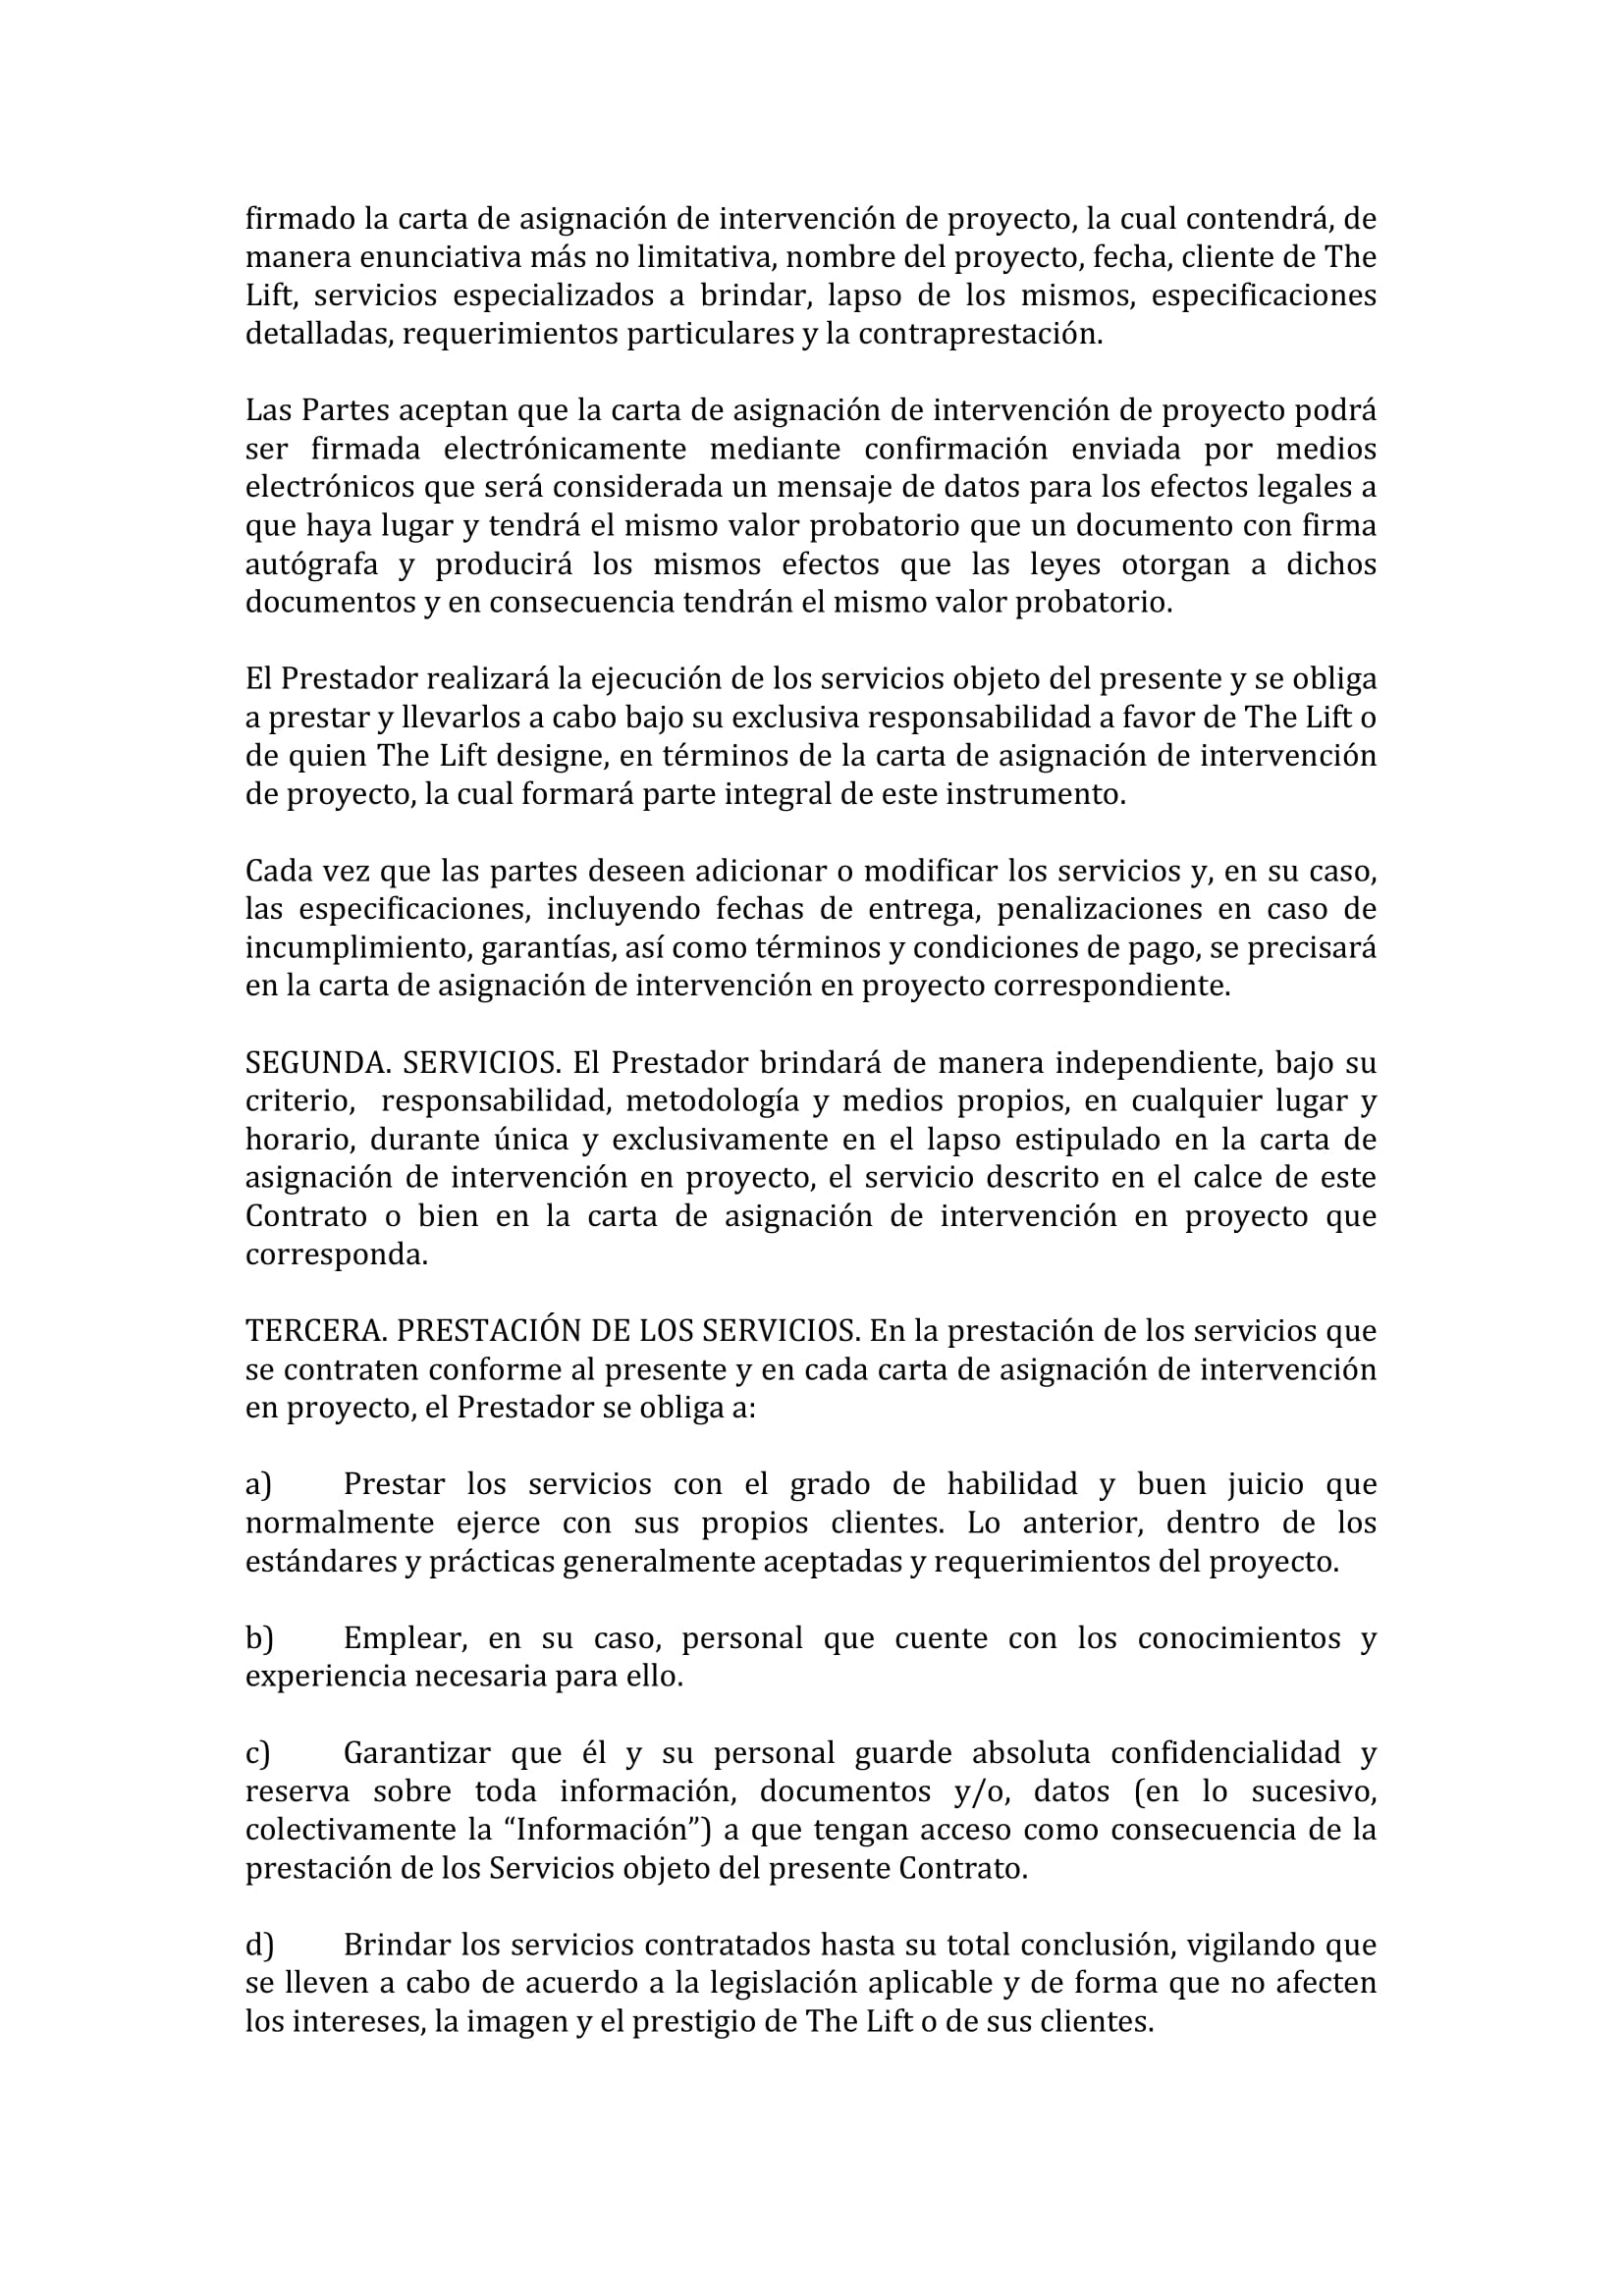 firmado la carta de asignación de intervención de proyecto, la cual contendrá, de
manera enunciativa más no limitativa, nombre del proyecto, fecha, cliente de The
Lift, servicios especializados a brindar, lapso de los mismos, especificaciones
detalladas, requerimientos particulares y la contraprestación.
Las Partes aceptan que la carta de asignación de intervención de proyecto podrá
ser firmada electrónicamente mediante confirmación enviada por medios
electrónicos que será considerada un mensaje de datos para los efectos legales a
que haya lugar y tendrá el mismo valor probatorio que un documento con firma
autógrafa y producirá los mismos efectos que las leyes otorgan a dichos
documentos y en consecuencia tendrán el mismo valor probatorio.
El Prestador realizará la ejecución de los servicios objeto del presente y se obliga
a prestar y llevarlos a cabo bajo su exclusiva responsabilidad a favor de The Lift o
de quien The Lift designe, en términos de la carta de asignación de intervención
de proyecto, la cual formará parte integral de este instrumento.
Cada vez que las partes deseen adicionar o modificar los servicios y, en su caso,
las especificaciones, incluyendo fechas de entrega, penalizaciones en caso de
incumplimiento, garantías, así como términos y condiciones de pago, se precisará
en la carta de asignación de intervención en proyecto correspondiente.
SEGUNDA. SERVICIOS. El Prestador brindará de manera independiente, bajo su
criterio,  responsabilidad, metodología y medios propios, en cualquier lugar y
horario, durante única y exclusivamente en el lapso estipulado en la carta de
asignación de intervención en proyecto, el servicio descrito en el calce de este
Contrato o bien en la carta de asignación de intervención en proyecto que
corresponda.
TERCERA. PRESTACIÓN DE LOS SERVICIOS. En la prestación de los servicios que
se contraten conforme al presente y en cada carta de asignación de intervención
en proyecto, el Prestador se obliga a:
a) Prestar los servicios con el grado de habilidad y buen juicio que
normalmente ejerce con sus propios clientes. Lo anterior, dentro de los
estándares y prácticas generalmente aceptadas y requerimientos del proyecto.
b) Emplear, en su caso, personal que cuente con los conocimientos y
experiencia necesaria para ello.
c) Garantizar que él y su personal guarde absoluta confidencialidad y
reserva sobre toda información, documentos y/o, datos (en lo sucesivo,
colectivamente la “Información”) a que tengan acceso como consecuencia de la
prestación de los Servicios objeto del presente Contrato.
d) Brindar los servicios contratados hasta su total conclusión, vigilando que
se lleven a cabo de acuerdo a la legislación aplicable y de forma que no afecten
los intereses, la imagen y el prestigio de The Lift o de sus clientes.